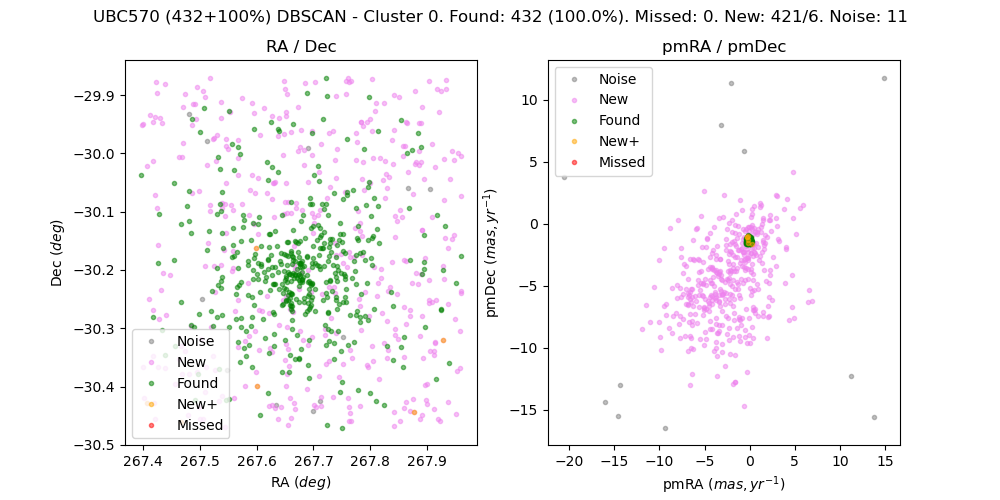 UBC570 (432+100%) DBSCAN - Cluster 0. Found: 432 (100.0%). Missed: 0. New: 421/6. Noise: 11
RA / Dec
−29.9
−30.0
−30.1
−30.2
−30.3
−30.4
−30.5
Dec (deg)
Noise
New
Found
New+
Missed
267.4 267.5 267.6 267.7 267.8 267.9
RA (deg)
pmRA / pmDec
10
5
0
−5
−10
−15
pmDec (mas, yr⁻¹)
Noise
New
Found
New+
Missed
−20 −15 −10 −5 0 5 10 15
pmRA (mas, yr⁻¹)